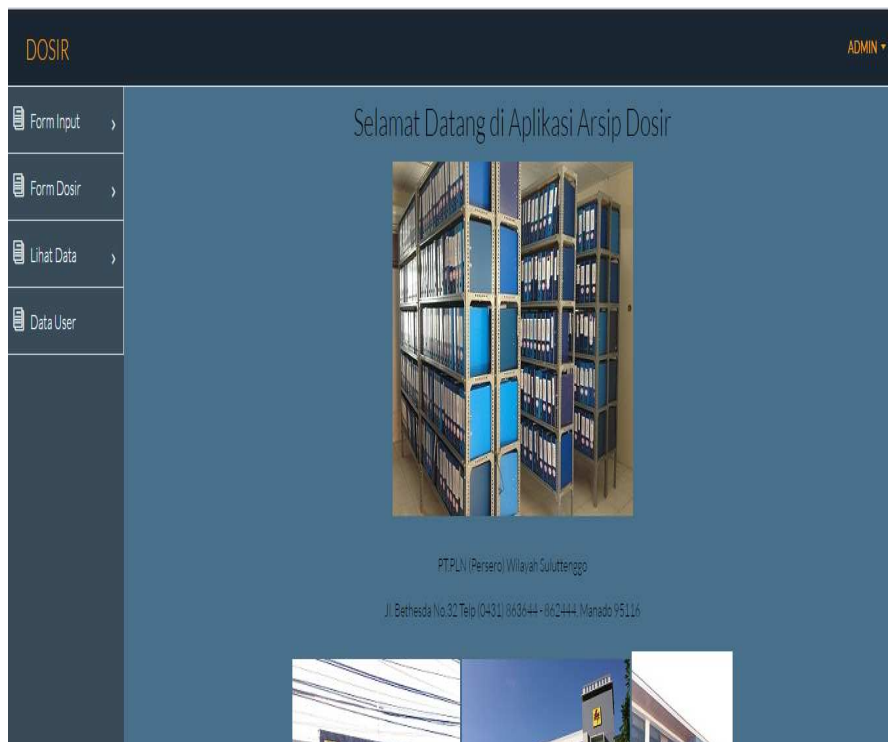 DOSIR
ADMIN
Form Input
Form Dosir
Lihat Data
Data User
Selamat Datang di Aplikasi Arsip Dosir
PT.PLN (Persero) Wilayah Suluttenggo
Jl. Bethesda No.32 Telp (0431) 863644 - 862444, Manado 95116